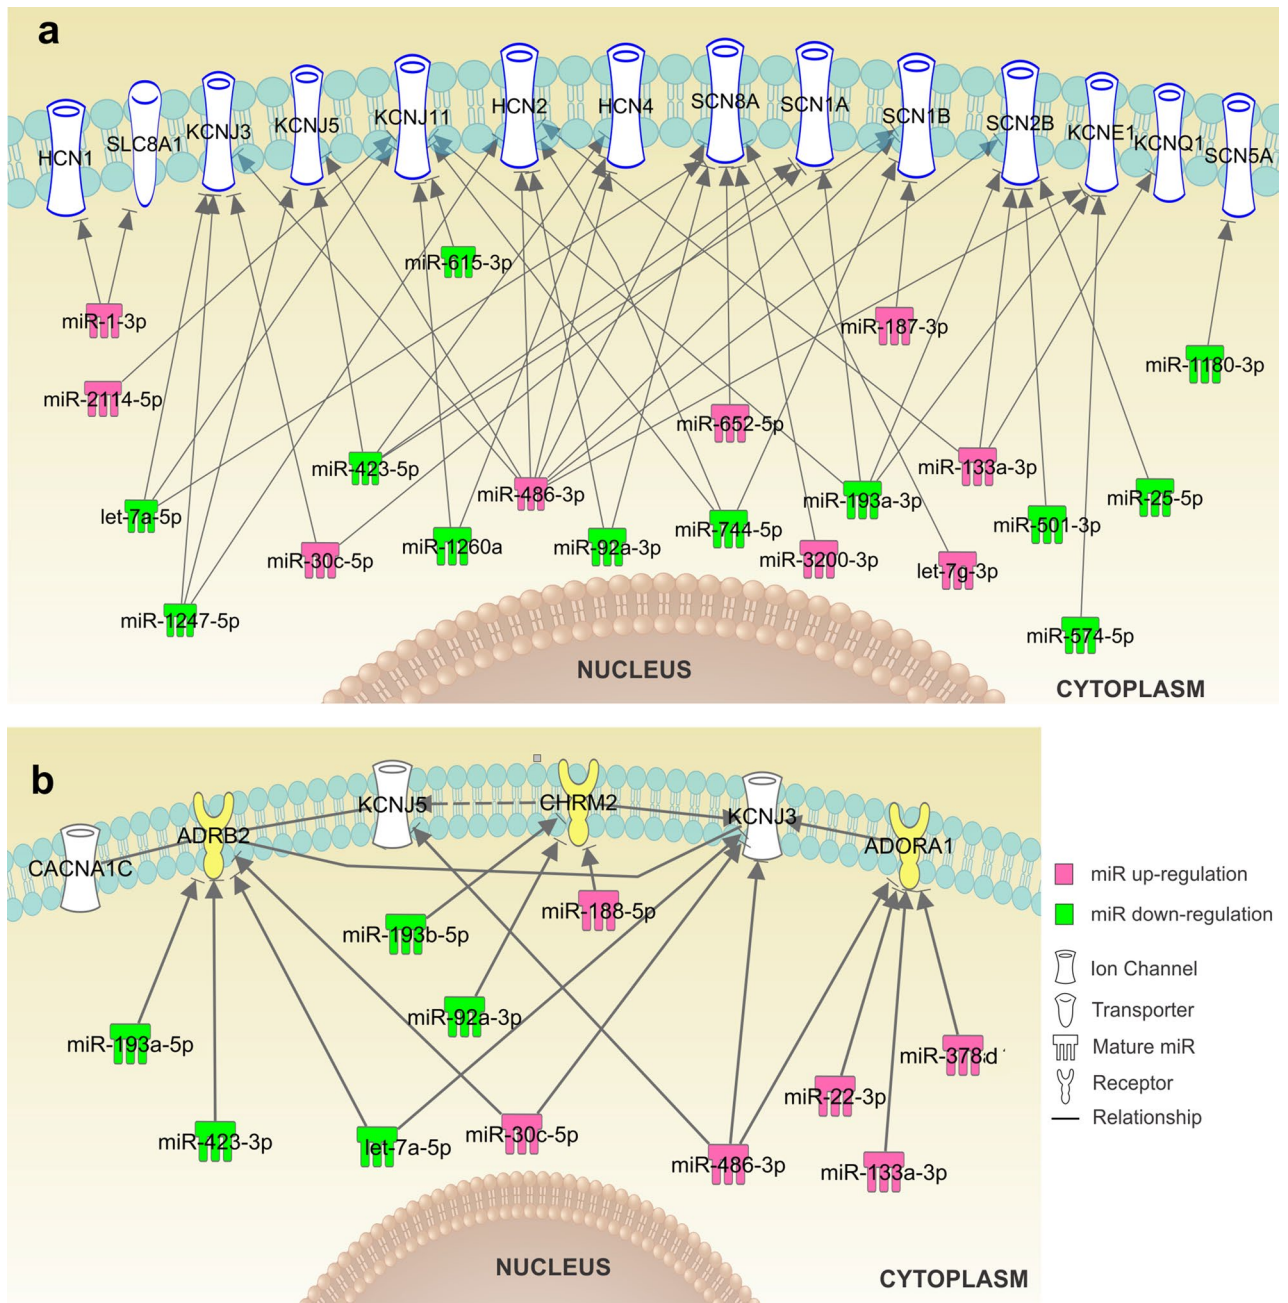 a
HCN1
SLC8A1
KCNJ3
KCNJ5
KCNJ11
HCN2
HCN4
SCN8A
SCN1A
SCN1B
SCN2B
KCNE1
KCNQ1
SCN5A
miR-615-3p
miR-1-3p
miR-187-3p
miR-1180-3p
miR-2114-5p
miR-652-5p
miR-423-5p
miR-486-3p
miR-133a-3p
miR-193a-3p
miR-25-5p
let-7a-5p
miR-501-3p
miR-744-5p
miR-30c-5p
miR-1260a
miR-92a-3p
miR-3200-3p
let-7g-3p
miR-1247-5p
miR-574-5p
NUCLEUS
CYTOPLASM
b
CACNA1C
ADRB2
KCNJ5
CHRM2
KCNJ3
ADORA1
miR-188-5p
miR-193b-5p
miR-92a-3p
miR-193a-5p
miR-378d
miR-22-3p
miR-423-3p
let-7a-5p
miR-30c-5p
miR-486-3p
miR-133a-3p
NUCLEUS
CYTOPLASM
miR up-regulation
miR down-regulation
Ion Channel
Transporter
Mature miR
Receptor
Relationship